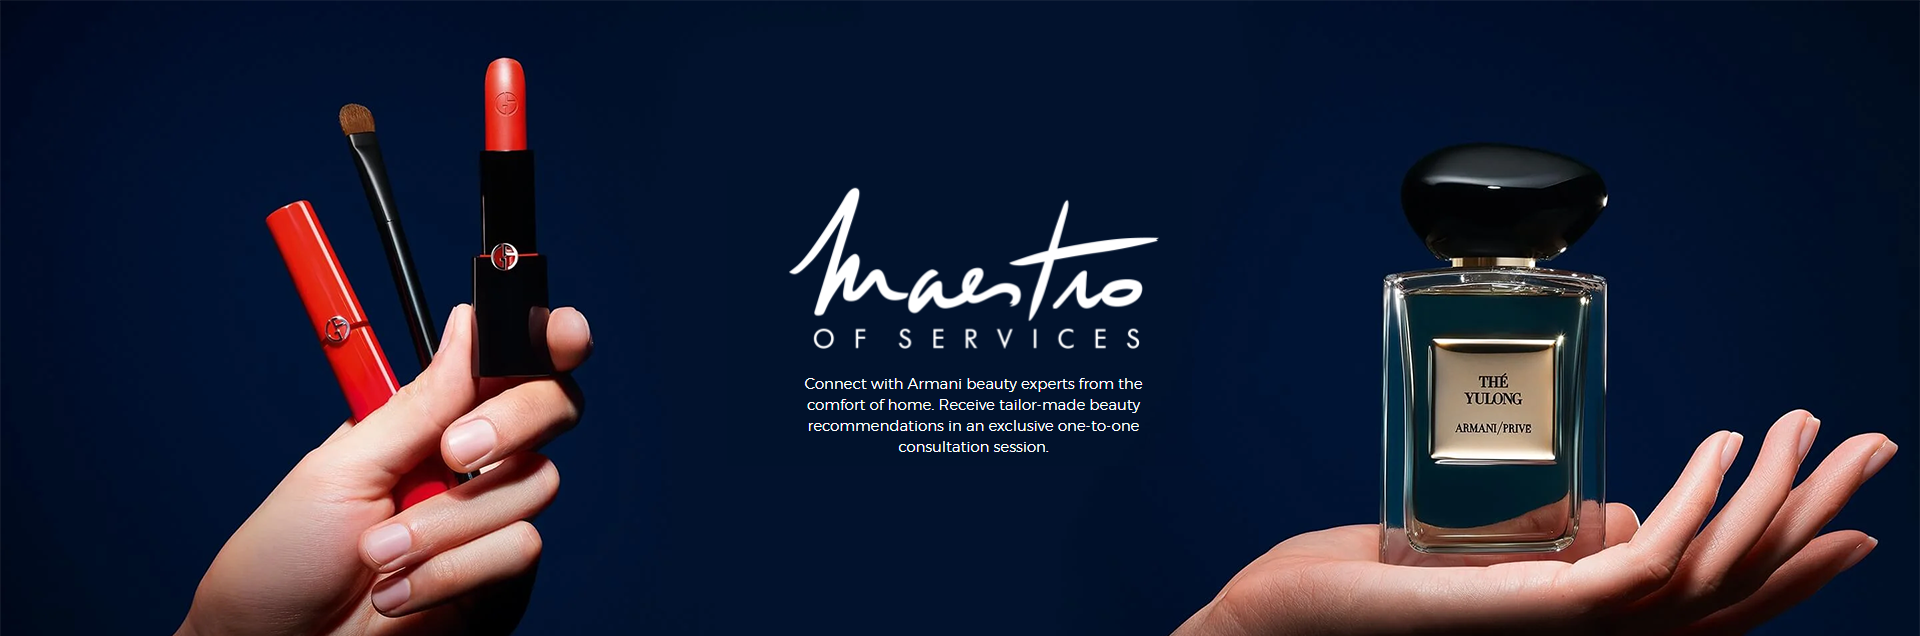 Maestro
OF SERVICES
Connect with Armani beauty experts from the
comfort of home. Receive tailor-made beauty
recommendations in an exclusive one-to-one
consultation session.
THÉ
YULONG
ARMANI/PRIVÉ